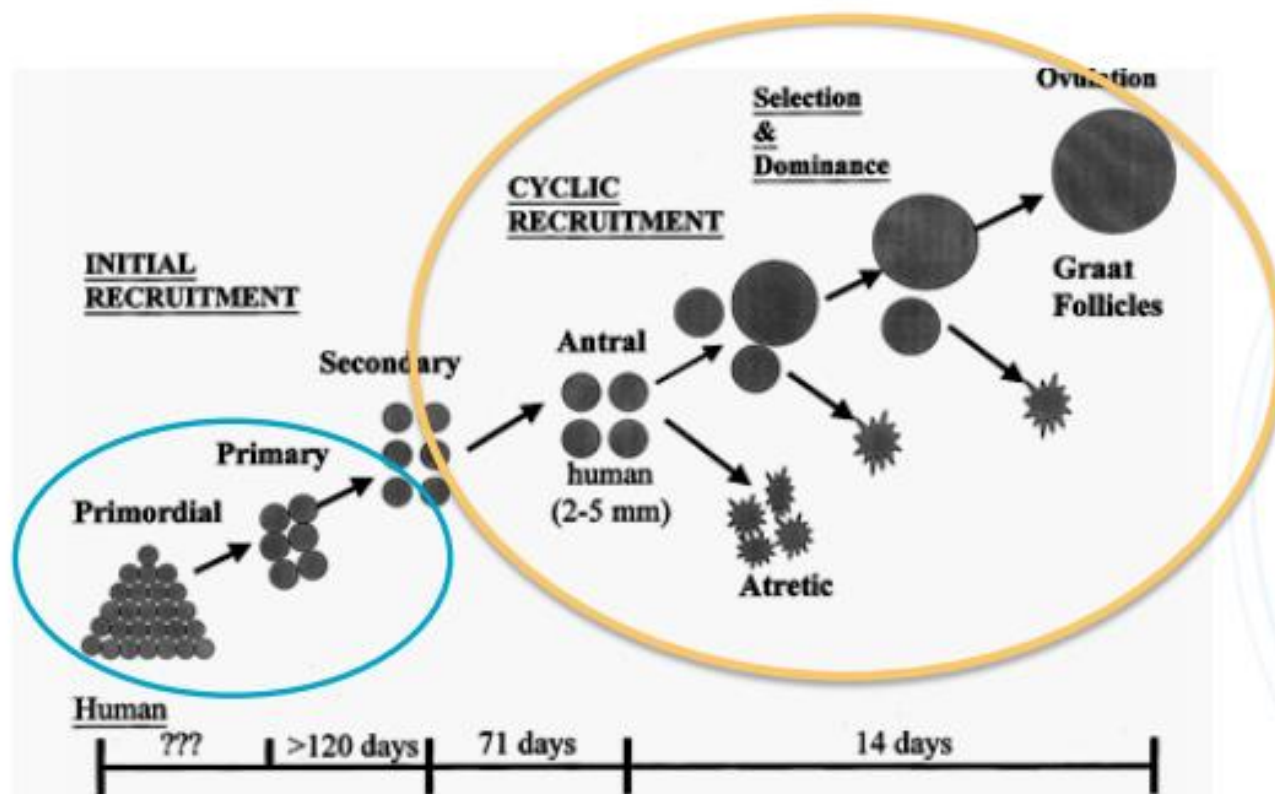 Ovulation
Selection
&
Dominance
CYCLIC
RECRUITMENT
INITIAL
RECRUITMENT
Graat
Follicles
Antral
Secondary
Primary
human
(2-5 mm)
Primordial
Atretic
Human
??? >120 days 71 days 14 days